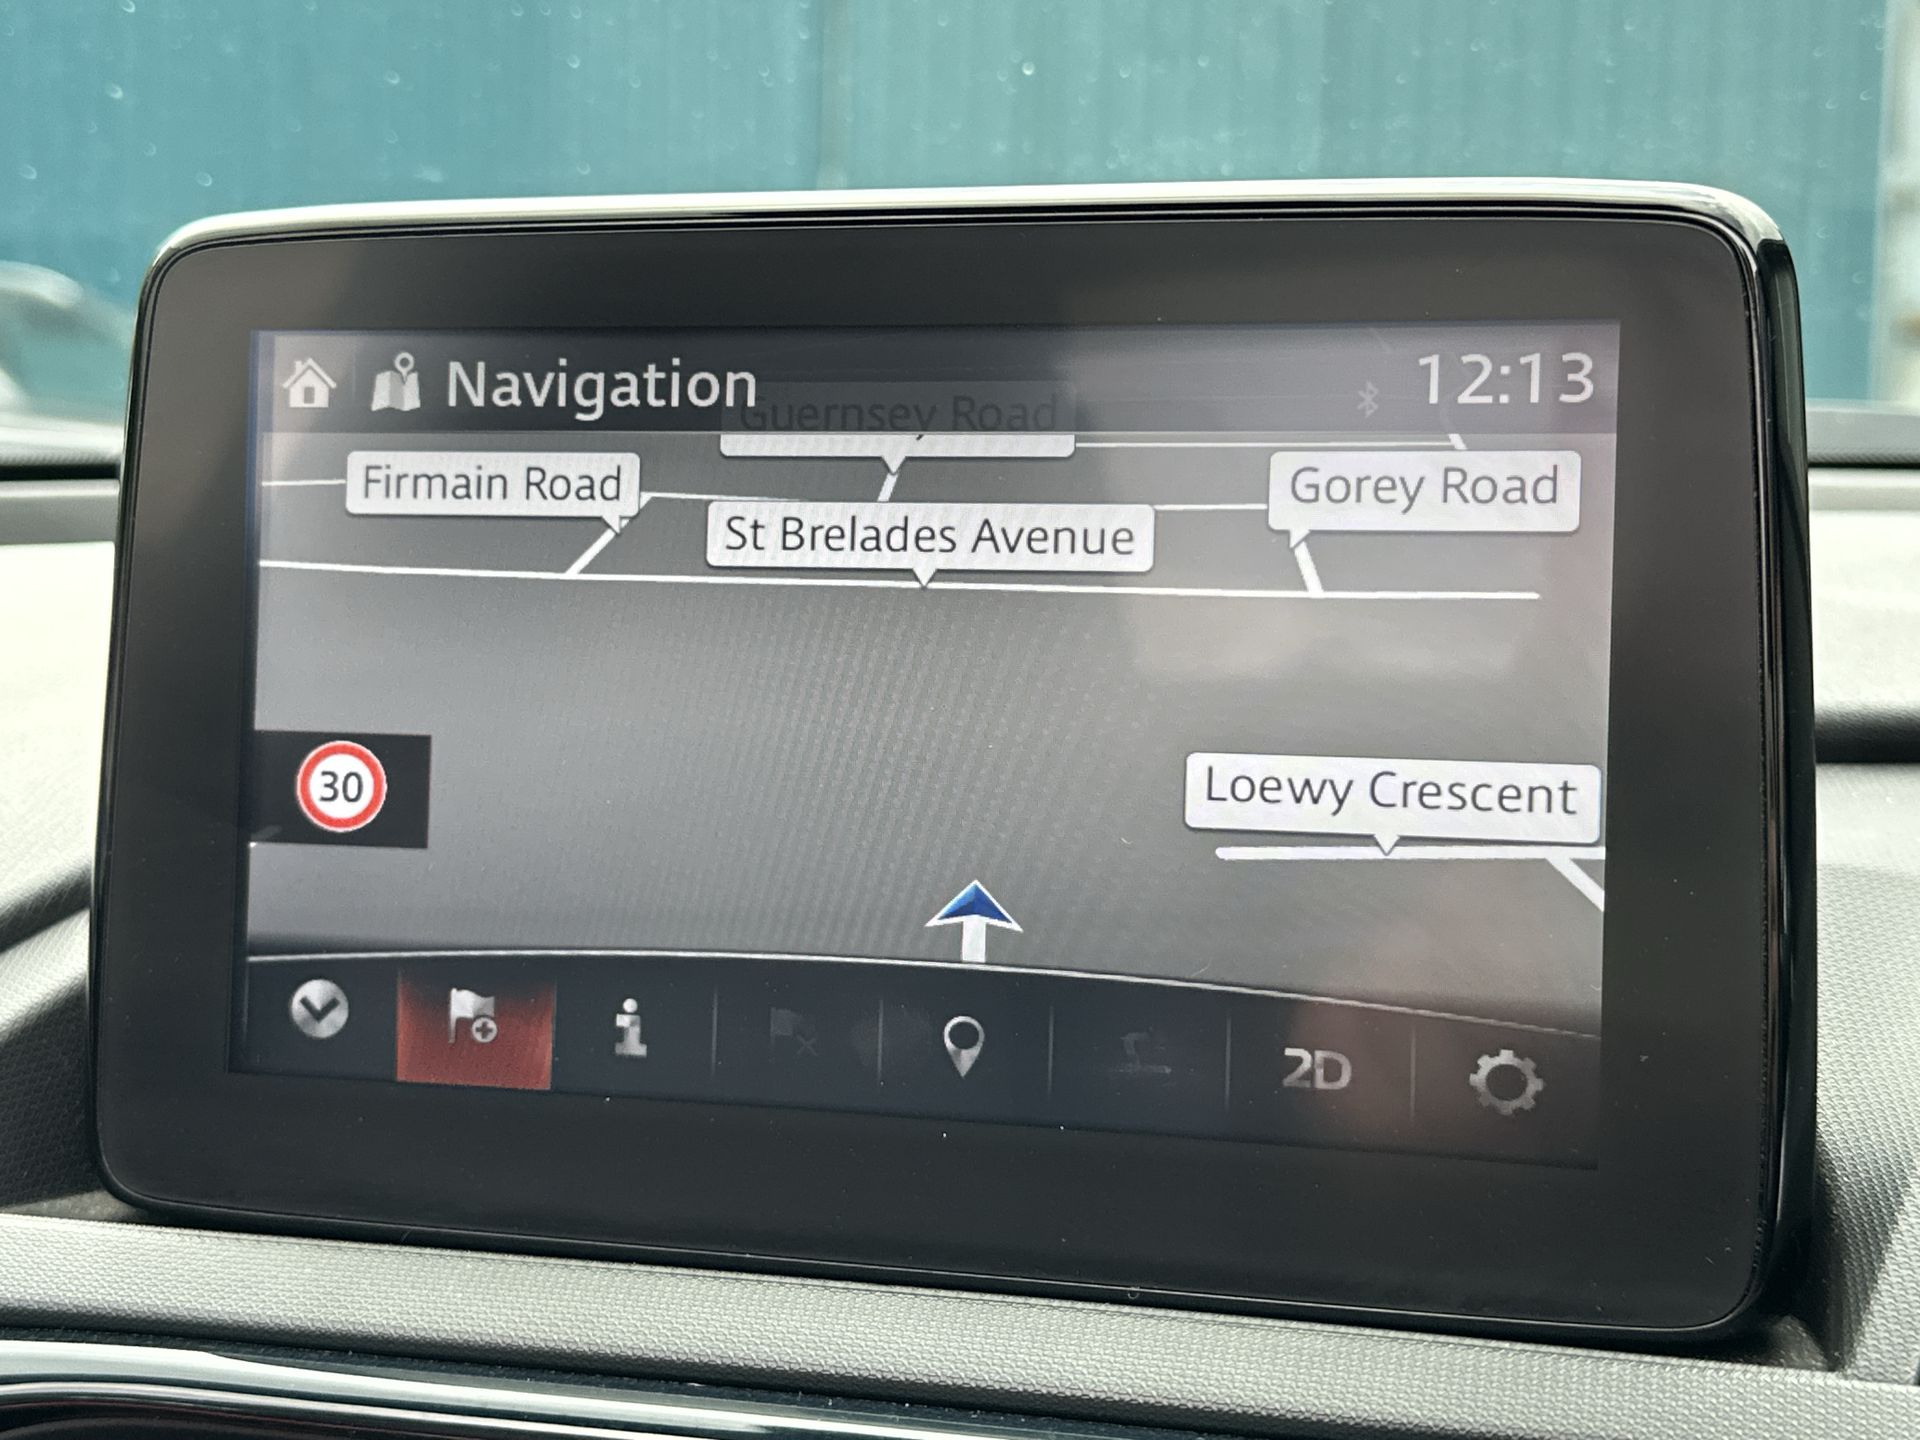 Navigation
12:13
Guernsey Road
Firmain Road
Gorey Road
St Brelades Avenue
30
Loewy Crescent
2D